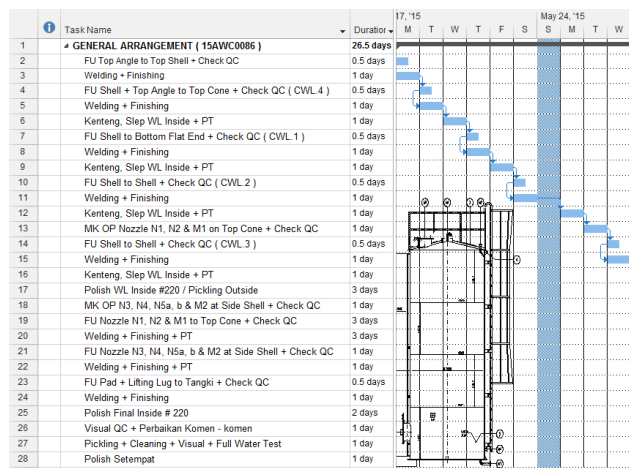 17, '15 May 24, '15
Task Name Duration M T W T F S S M T W
1 GENERAL ARRANGEMENT ( 15AWC0086 ) 26.5 days
2 FU Top Angle to Top Shell + Check QC 0.5 days
3 Welding + Finishing 1 day
4 FU Shell + Top Angle to Top Cone + Check QC ( CWL.4 ) 0.5 days
5 Welding + Finishing 1 day
6 Kenteng, Slep WL Inside + PT 1 day
7 FU Shell to Bottom Flat End + Check QC ( CWL.1 ) 0.5 days
8 Welding + Finishing 1 day
9 Kenteng, Slep WL Inside + PT 1 day
10 FU Shell to Shell + Check QC ( CWL.2 ) 0.5 days
11 Welding + Finishing 1 day
12 Kenteng, Slep WL Inside + PT 1 day
13 MK OP Nozzle N1, N2 & M1 on Top Cone + Check QC 1 day
14 FU Shell to Shell + Check QC ( CWL.3 ) 0.5 days
15 Welding + Finishing 1 day
16 Kenteng, Slep WL Inside + PT 1 day
17 Polish WL Inside #220 / Pickling Outside 3 days
18 MK OP N3, N4, N5a, b & M2 at Side Shell + Check QC 1 day
19 FU Nozzle N1, N2 & M1 to Top Cone + Check QC 3 days
20 Welding + Finishing + PT 3 days
21 FU Nozzle N3, N4, N5a, b & M2 at Side Shell + Check QC 1 day
22 Welding + Finishing + PT 1 day
23 FU Pad + Lifting Lug to Tangki + Check QC 0.5 days
24 Welding + Finishing 1 day
25 Polish Final Inside # 220 2 days
26 Visual QC + Perbaikan Komen - komen 1 day
27 Pickling + Cleaning + Visual + Full Water Test 1 day
28 Polish Setempat 1 day